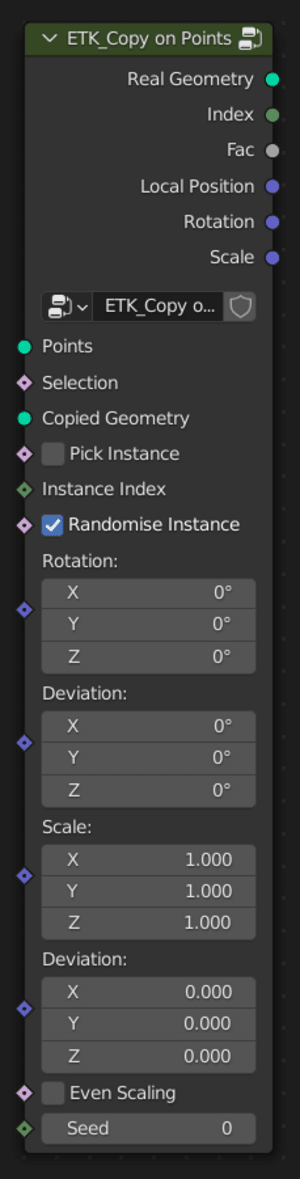 ETK_Copy on Points
Real Geometry
Index
Fac
Local Position
Rotation
Scale
ETK_Copy o...
Points
Selection
Copied Geometry
Pick Instance
Instance Index
Randomise Instance
Rotation:
X 0°
Y 0°
Z 0°
Deviation:
X 0°
Y 0°
Z 0°
Scale:
X 1.000
Y 1.000
Z 1.000
Deviation:
X 0.000
Y 0.000
Z 0.000
Even Scaling
Seed 0